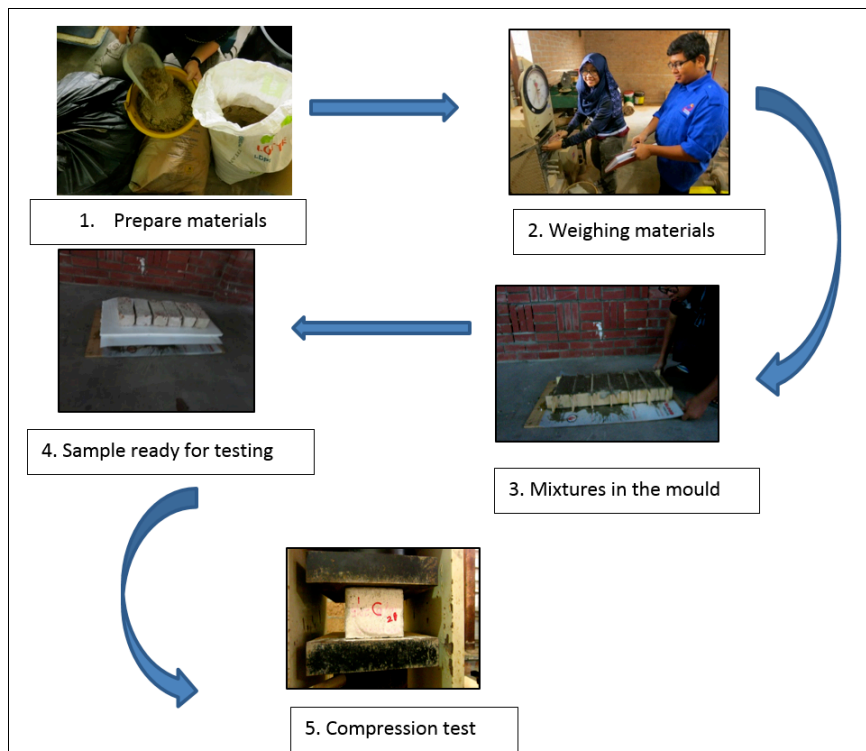 1. Prepare materials
2. Weighing materials
3. Mixtures in the mould
4. Sample ready for testing
5. Compression test
C